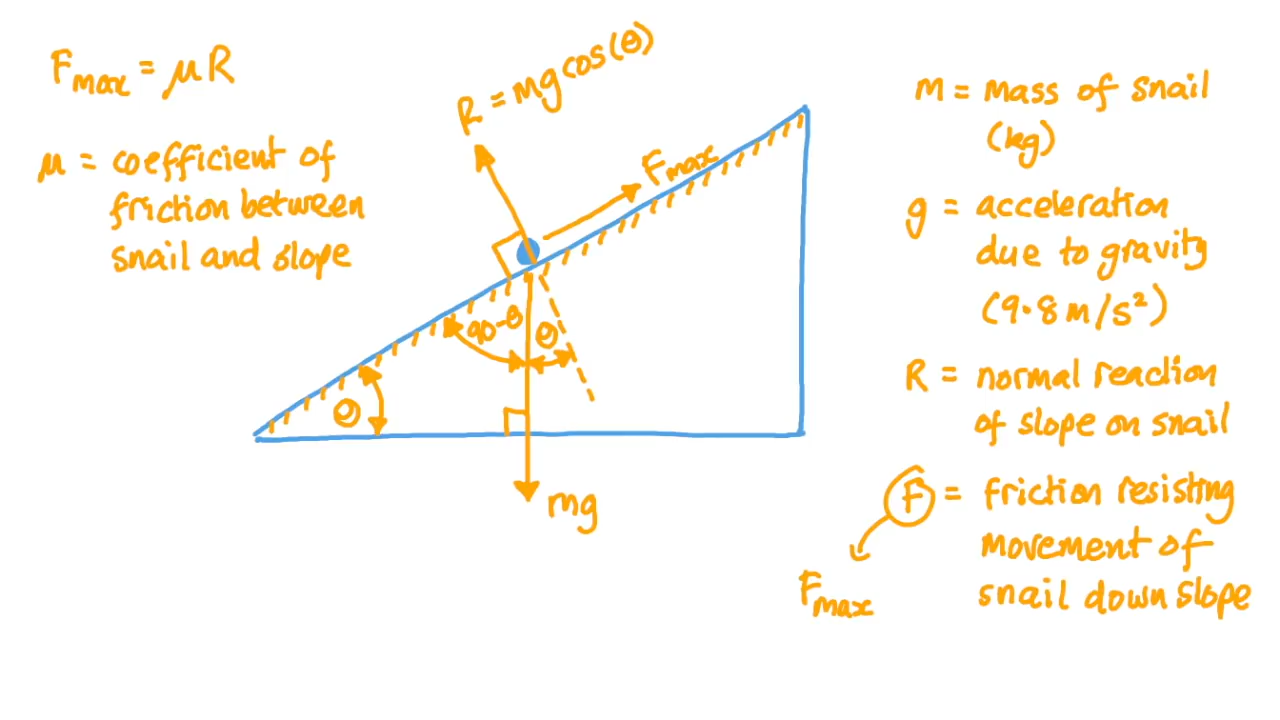 Fmax = μR
μ = coefficient of
friction between
snail and slope
R = mg cos(θ)
Fmax
90-θ
θ
θ
mg
m = mass of snail
(kg)
g = acceleration
due to gravity
(9.8 m/s²)
R = normal reaction
of slope on snail
F = friction resisting
movement of
snail down slope
Fmax